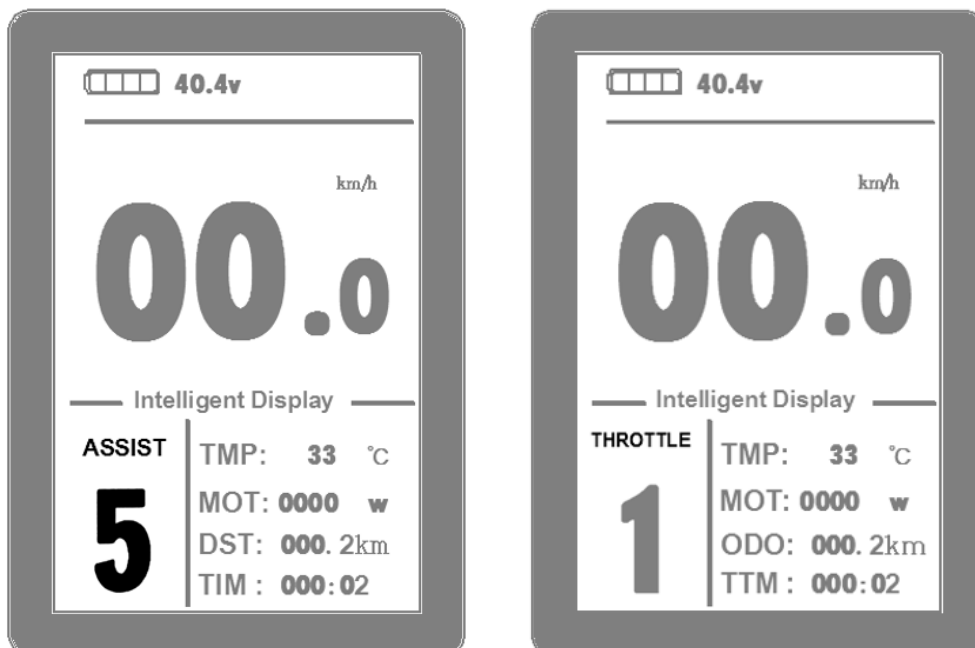 40.4v
km/h
00.0
Intelligent Display
ASSIST
5
TMP: 33 ℃
MOT: 0000 w
DST: 000. 2km
TIM : 000:02
40.4v
km/h
00.0
Intelligent Display
THROTTLE
1
TMP: 33 ℃
MOT: 0000 w
ODO: 000. 2km
TTM : 000:02